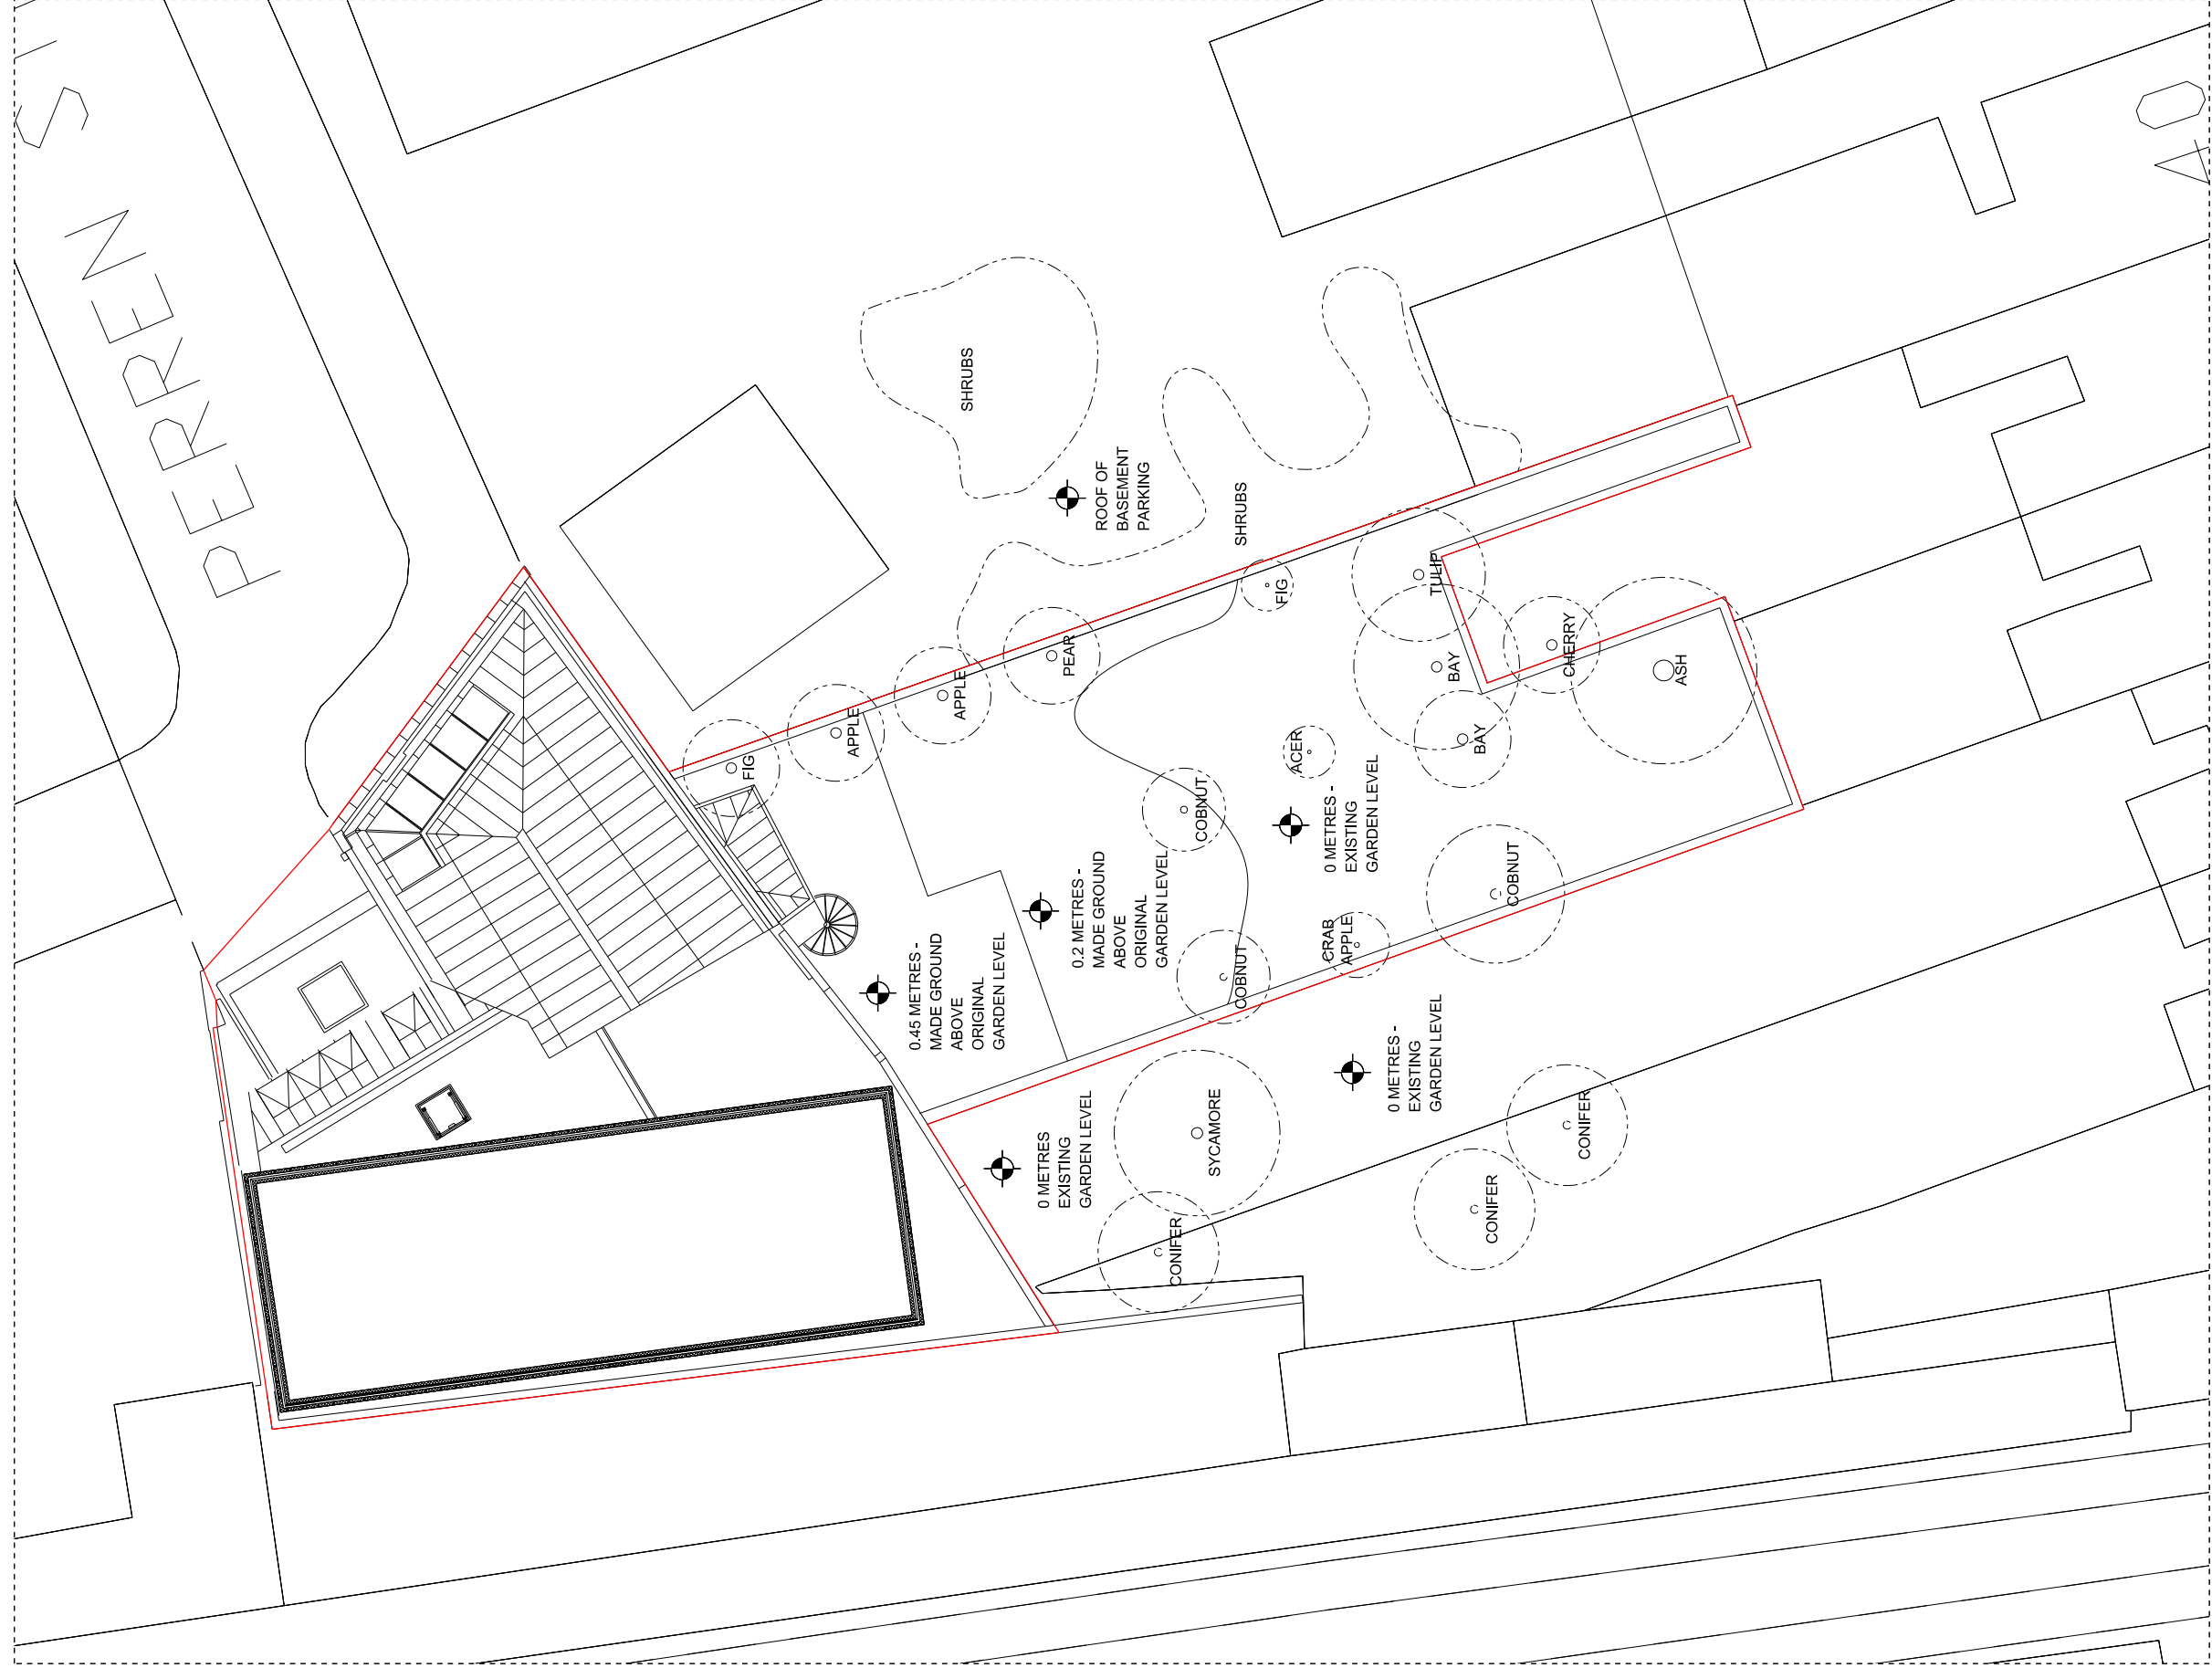 PERREN S
SHRUBS
ROOF OF
BASEMENT
PARKING
SHRUBS
FIG
APPLE
APPLE
PEAR
FIG
TULIP
BAY
BAY
CHERRY
ASH
ACER
COBNUT
0 METRES -
EXISTING
GARDEN LEVEL
0.2 METRES -
MADE GROUND
ABOVE
ORIGINAL
GARDEN LEVEL
0.45 METRES -
MADE GROUND
ABOVE
ORIGINAL
GARDEN LEVEL
COBNUT
CRAB
APPLE
COBNUT
0 METRES -
EXISTING
GARDEN LEVEL
0 METRES
EXISTING
GARDEN LEVEL
SYCAMORE
CONIFER
CONIFER
CONIFER